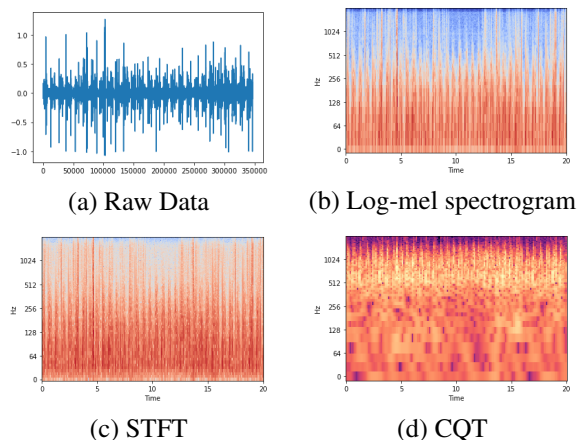 1.0
0.5
0.0
-0.5
-1.0
0 50000 100000 150000 200000 250000 300000 350000
(a) Raw Data
Hz
1024
512
256
128
64
0
0 5 10 15 20
Time
(b) Log-mel spectrogram
Hz
1024
512
256
128
64
0
0 5 10 15 20
Time
(c) STFT
Hz
1024
512
256
128
64
0
0 5 10 15 20
Time
(d) CQT